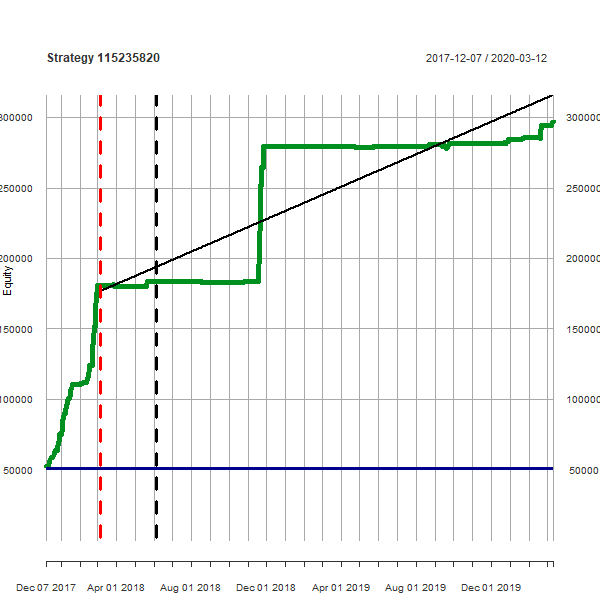 Strategy 115235820
2017-12-07 / 2020-03-12
300000
300000
250000
250000
200000
200000
Equity
150000
150000
100000
100000
50000
50000
Dec 07 2017
Apr 01 2018
Aug 01 2018
Dec 01 2018
Apr 01 2019
Aug 01 2019
Dec 01 2019